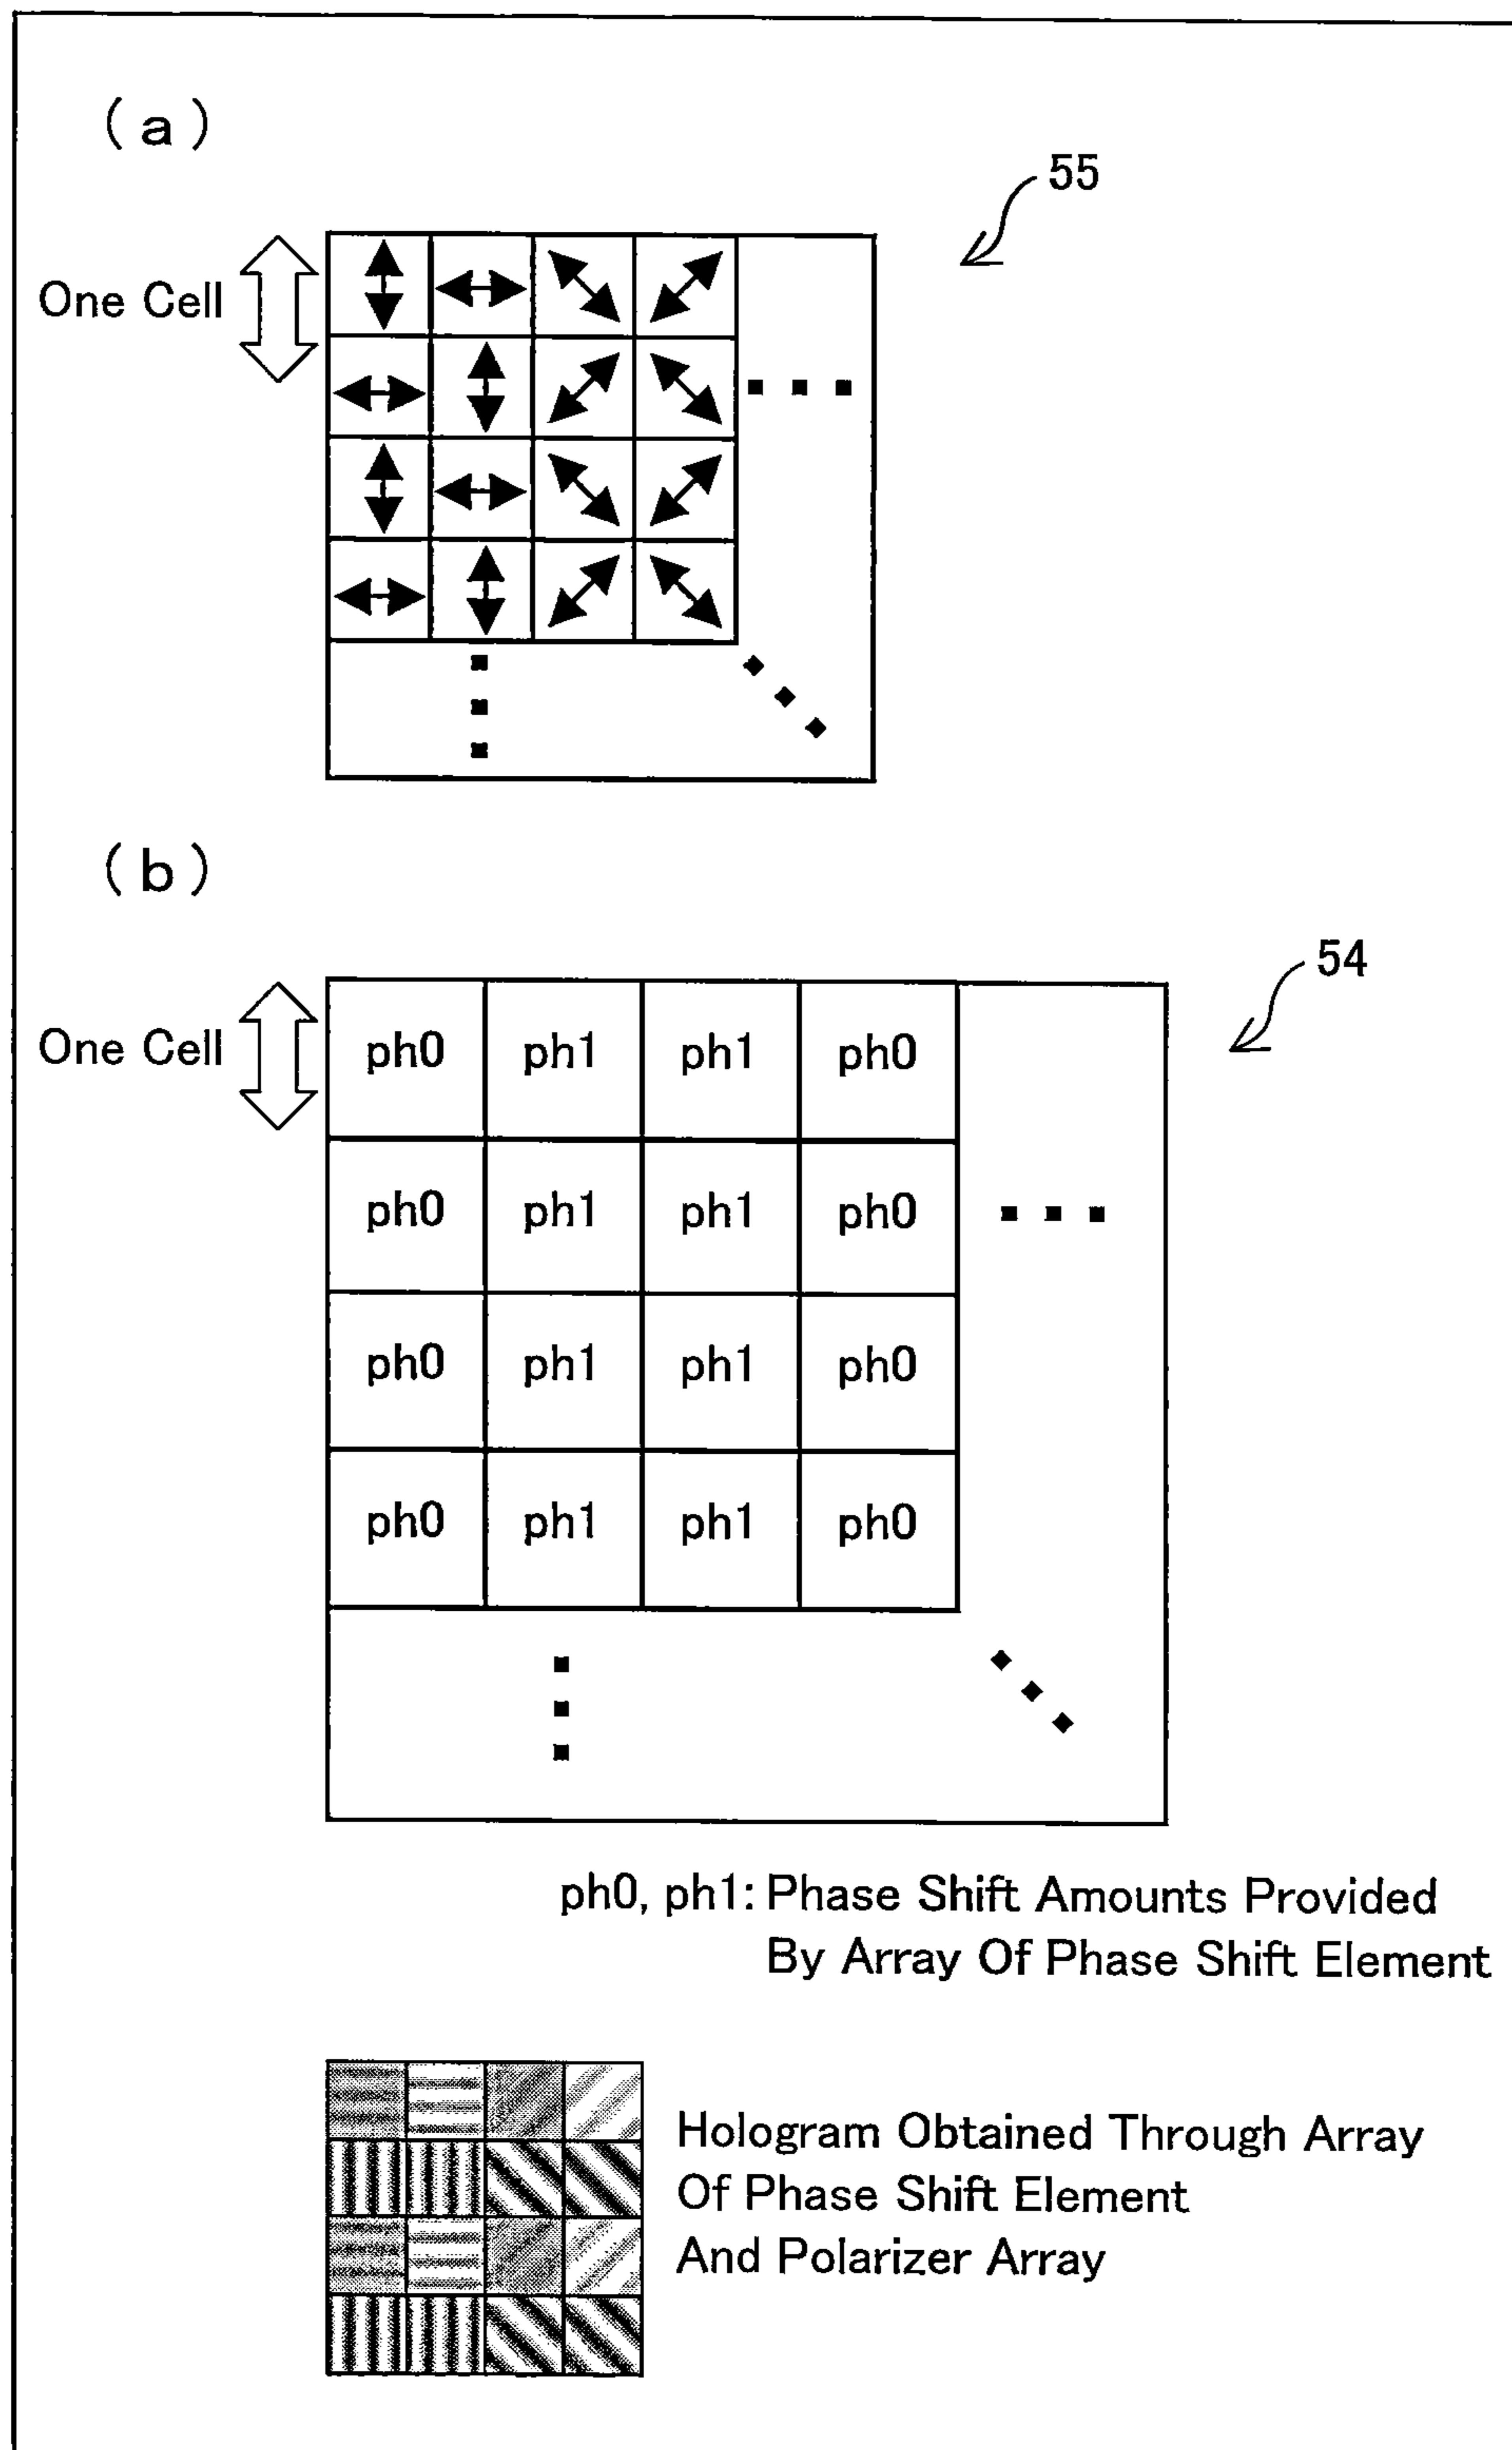 (a)
55
One Cell
(b)
54
One Cell
ph0 ph1 ph1 ph0
ph0 ph1 ph1 ph0
ph0 ph1 ph1 ph0
ph0 ph1 ph1 ph0
ph0, ph1: Phase Shift Amounts Provided
By Array Of Phase Shift Element
Hologram Obtained Through Array
Of Phase Shift Element
And Polarizer Array